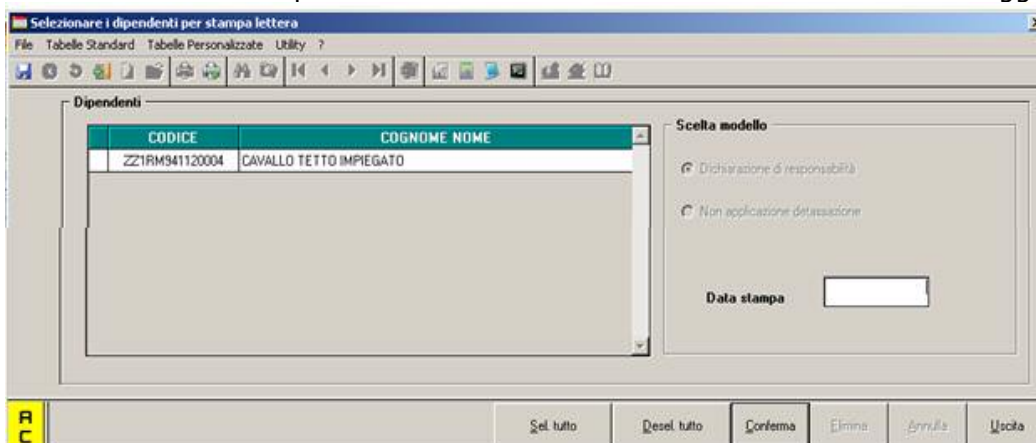 Selezionare i dipendenti per stampa lettera
File Tabelle Standard Tabelle Personalizzate Utility ?
Dipendenti
CODICE COGNOME NOME
ZZ1RM941120004 CAVALLO TETTO IMPIEGATO
Scelta modello
Dichiarazione di responsabilità
Non applicazione detassazione
Data stampa
A
C
Sel. tutto Desel. tutto Conferma Elimina Annulla Uscita